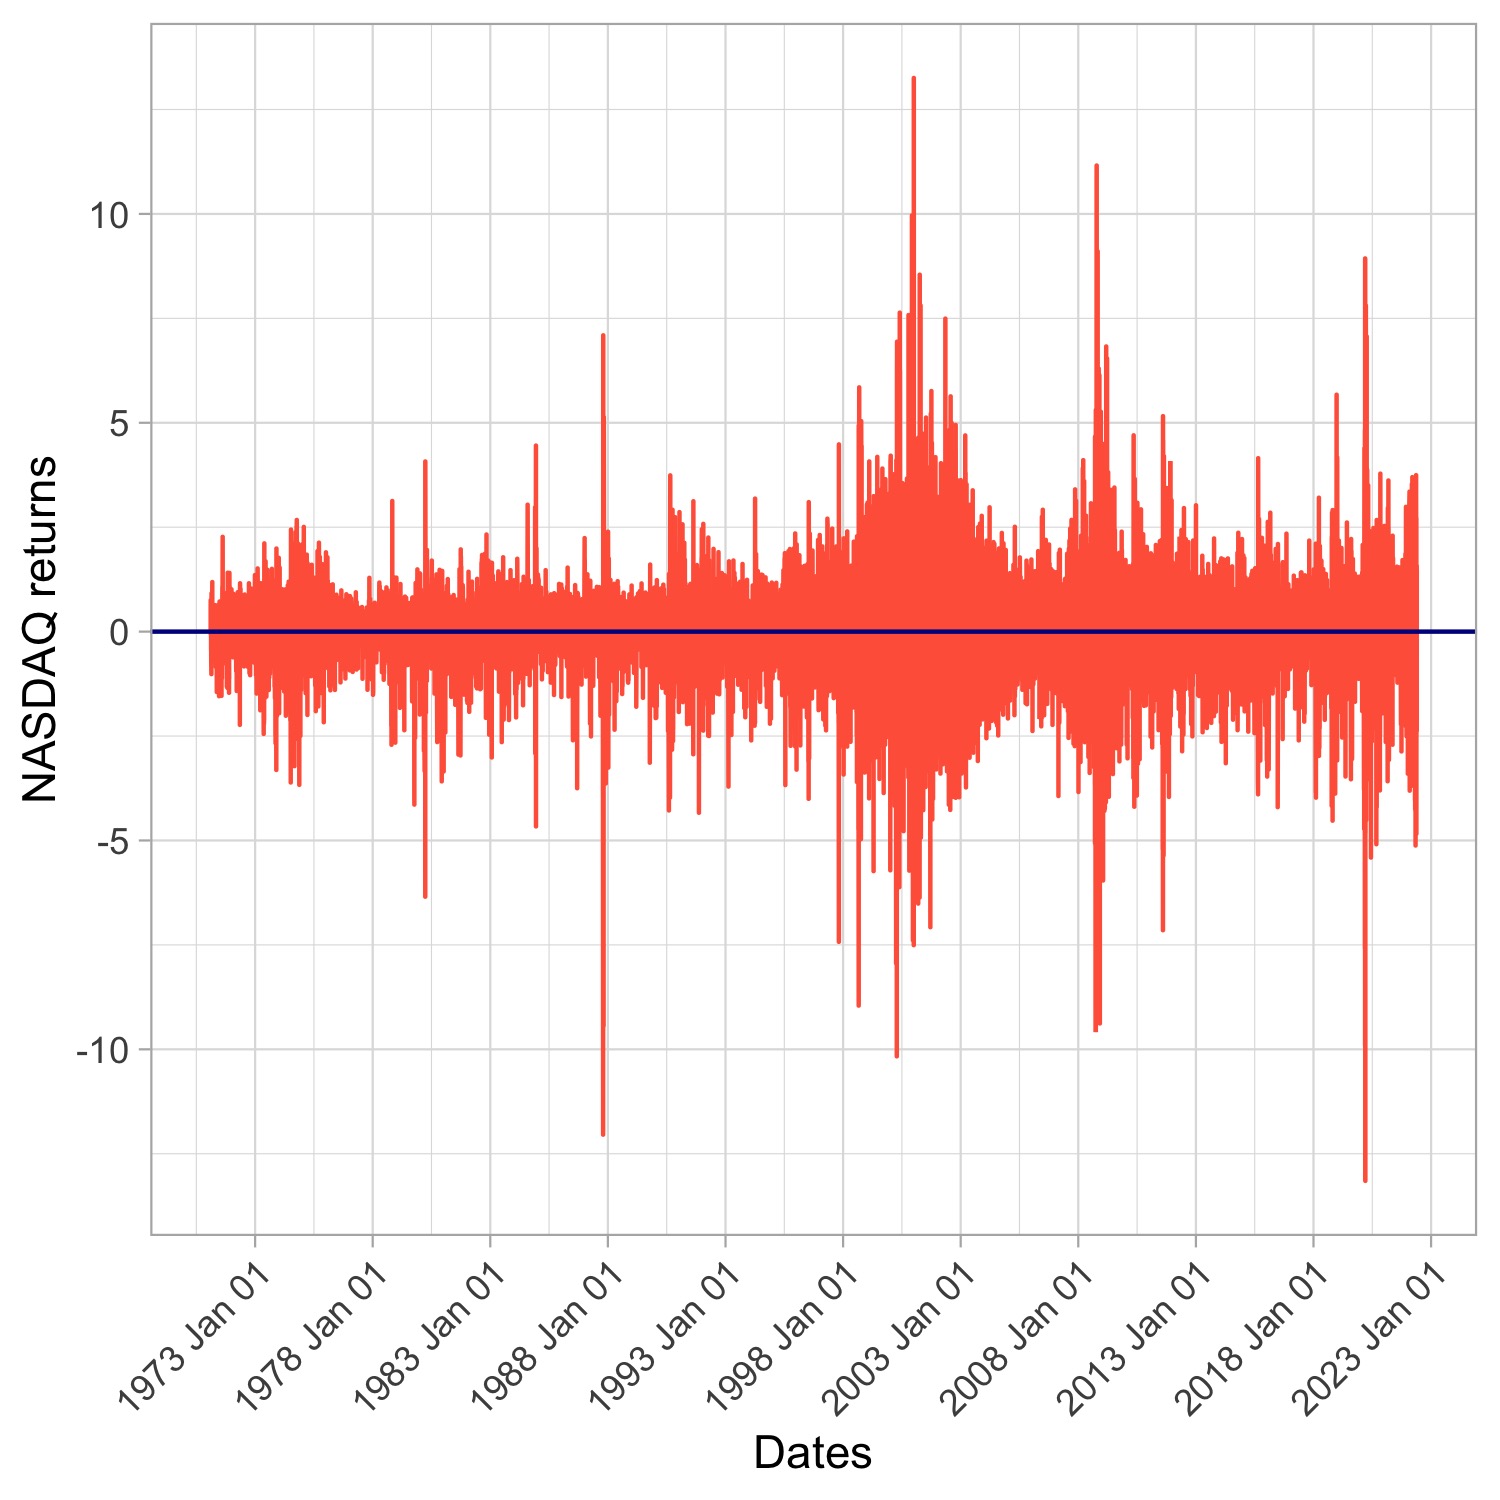 NASDAQ returns
10
5
0
-5
-10
1973 Jan 01
1978 Jan 01
1983 Jan 01
1988 Jan 01
1993 Jan 01
1998 Jan 01
2003 Jan 01
2008 Jan 01
2013 Jan 01
2018 Jan 01
2023 Jan 01
Dates